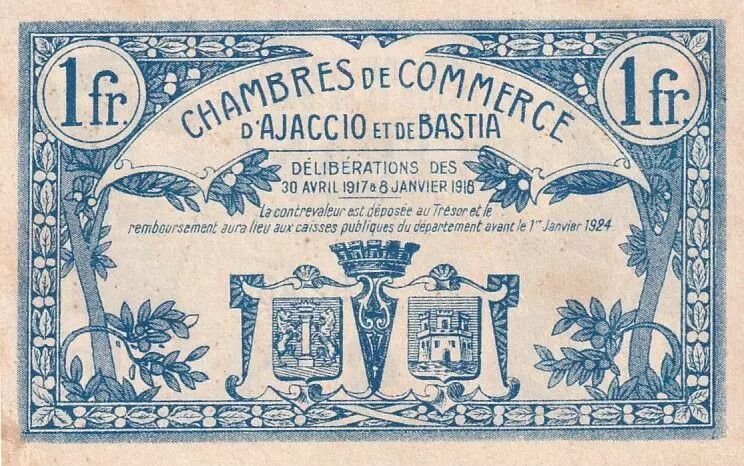 1 fr.
1 fr.
CHAMBRES DE COMMERCE
D'AJACCIO ET DE BASTIA
DÉLIBÉRATIONS DES
30 AVRIL 1917 & 8 JANVIER 1918
La contrevaleur est déposée au Trésor et le
remboursement aura lieu aux caisses publiques du département avant le 1er Janvier 1924